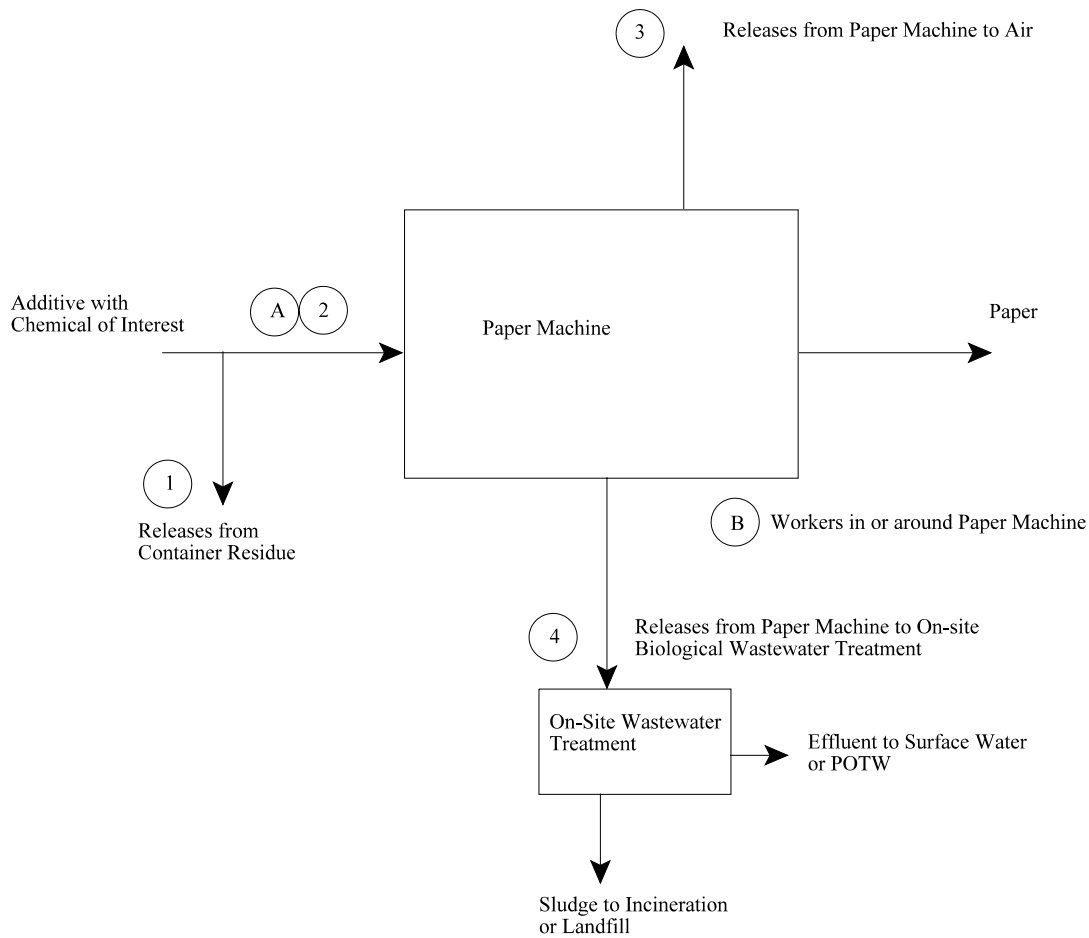 3
Releases from Paper Machine to Air
Additive with
Chemical of Interest
A
2
Paper Machine
Paper
1
Releases from
Container Residue
B
Workers in or around Paper Machine
4
Releases from Paper Machine to On-site
Biological Wastewater Treatment
On-Site Wastewater
Treatment
Effluent to Surface Water
or POTW
Sludge to Incineration
or Landfill